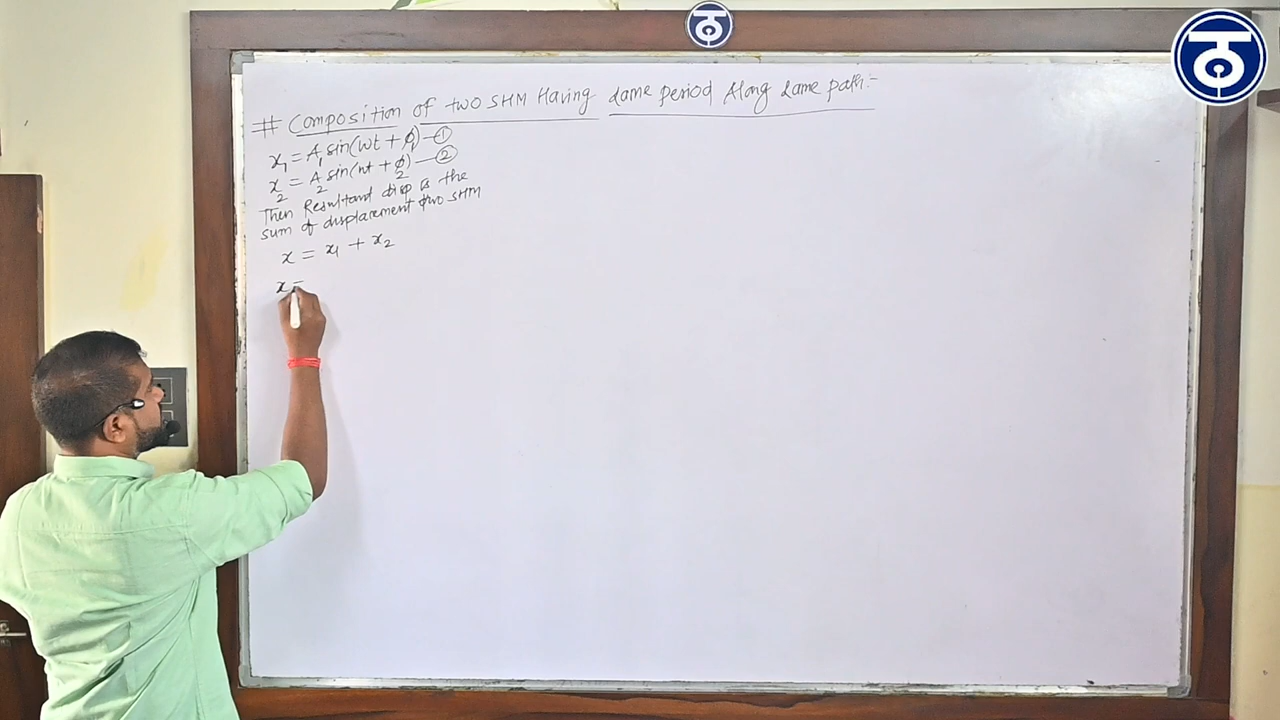 # Composition of two SHM Having same period Along same path:-
x₁ = A₁ sin(ωt + φ₁) — ①
x₂ = A₂ sin(ωt + φ₂) — ②
Then Resultant disp is the
sum of displacement two SHM
x = x₁ + x₂
x =